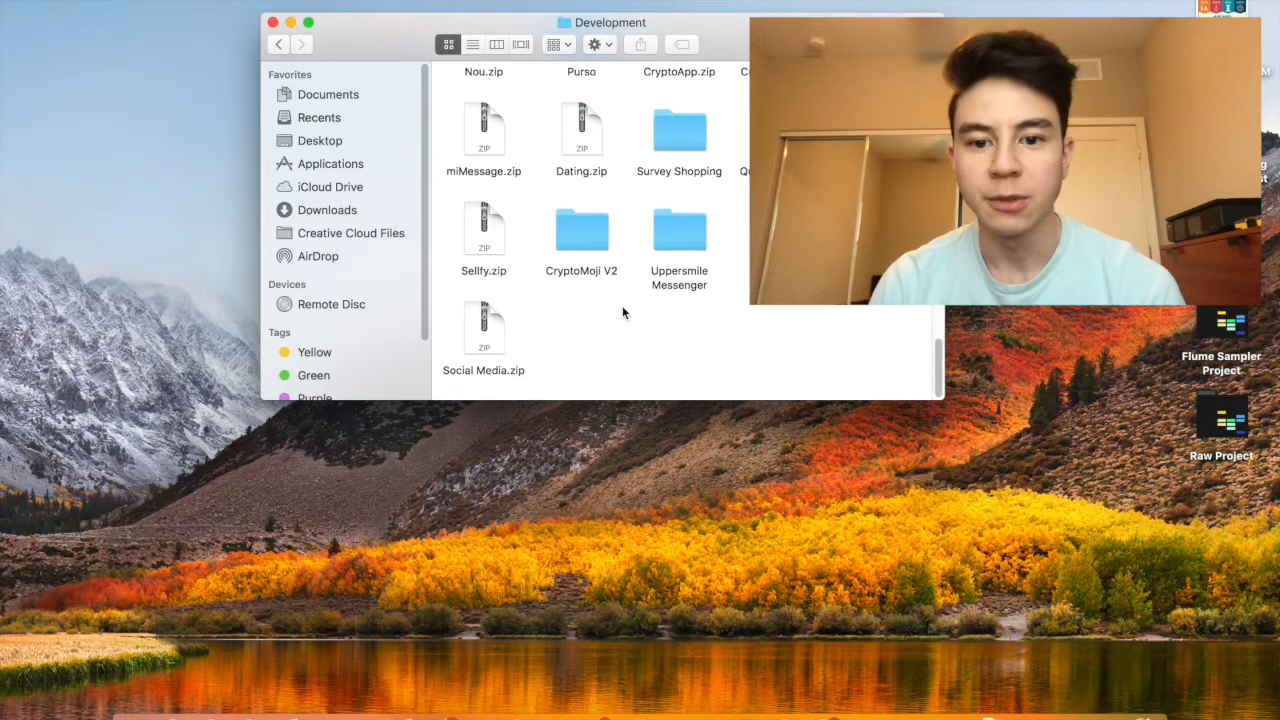 Development
Favorites
Documents
Recents
Desktop
Applications
iCloud Drive
Downloads
Creative Cloud Files
AirDrop
Devices
Remote Disc
Tags
Yellow
Green
Purple
Nou.zip
Purso
CryptoApp.zip
ZIP
ZIP
miMessage.zip
Dating.zip
Survey Shopping
ZIP
Sellfy.zip
CryptoMoji V2
Uppersmile
Messenger
ZIP
Social Media.zip
Flume Sampler
Project
Raw Project